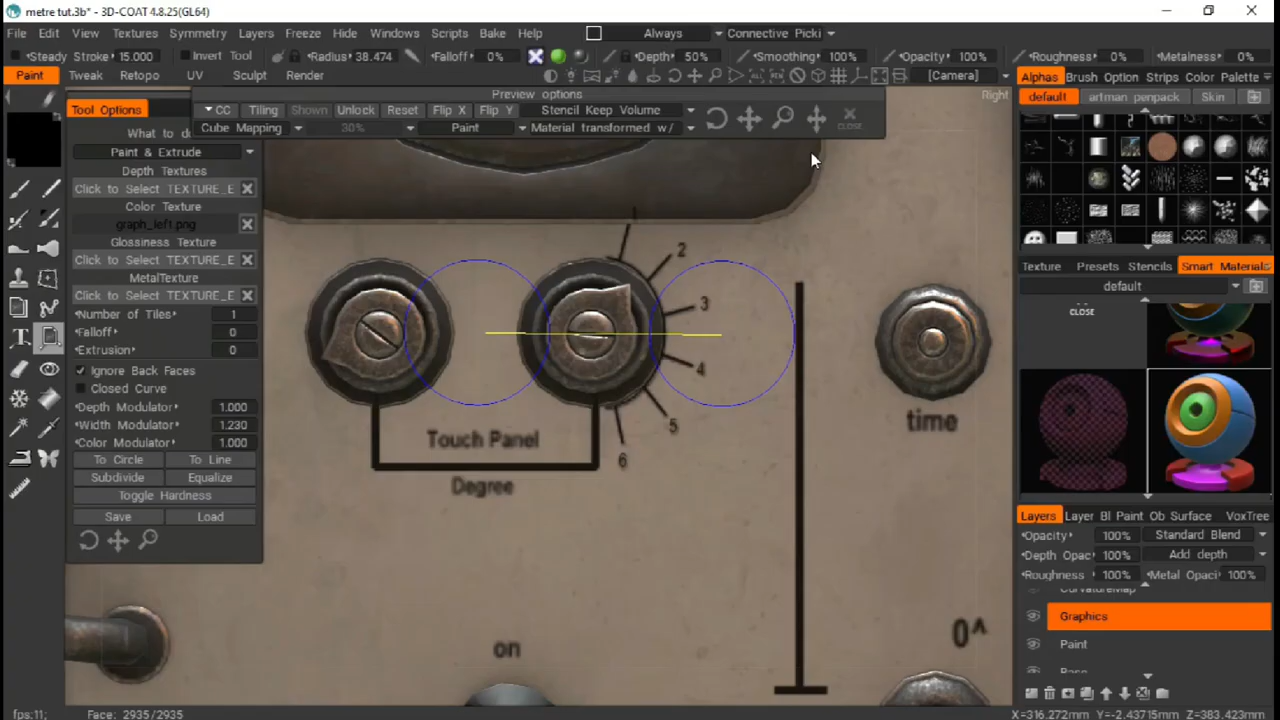 metre tut.3b* - 3D-COAT 4.8.25(GL64)
File Edit View Textures Symmetry Layers Freeze Hide Windows Scripts Bake Help Always Connective Picki
Steady Stroke 15.000 Invert Tool Radius 38.474 Falloff 0% Depth 50% Smoothing 100% Opacity 100% Roughness 0% Metalness 0%
Paint Tweak Retopo UV Sculpt Render [Camera] Alphas Brush Option Strips Color Palette
Preview options Right
default artman penpack Skin
Tool Options CC Tiling Shown Unlock Reset Flip X Flip Y Stencil Keep Volume
CLOSE
Cube Mapping 30% Paint Material transformed w/
What to d
Paint & Extrude
Depth Textures
Click to Select TEXTURE_E
Color Texture
graph_left.png
Glossiness Texture
Click to Select TEXTURE_E
MetalTexture
Click to Select TEXTURE_E
Number of Tiles 1
Falloff 0
Extrusion 0
Ignore Back Faces
Closed Curve
Depth Modulator 1.000
Width Modulator 1.230
Color Modulator 1.000
To Circle To Line
Subdivide Equalize
Toggle Hardness
Save Load
1
2
3
4
5
6
Touch Panel
Degree
time
on
0^
Texture Presets Stencils Smart Material
default
CLOSE
Layers Layer Bl Paint Ob Surface VoxTree
Opacity 100% Standard Blend
Depth Opac 100% Add depth
Roughness 100% Metal Opaci 100%
CurvatureMap
Graphics
Paint
Base
fps:11; Face: 2935/2935 X=316.272mm Y=-2.43715mm Z=383.423mm